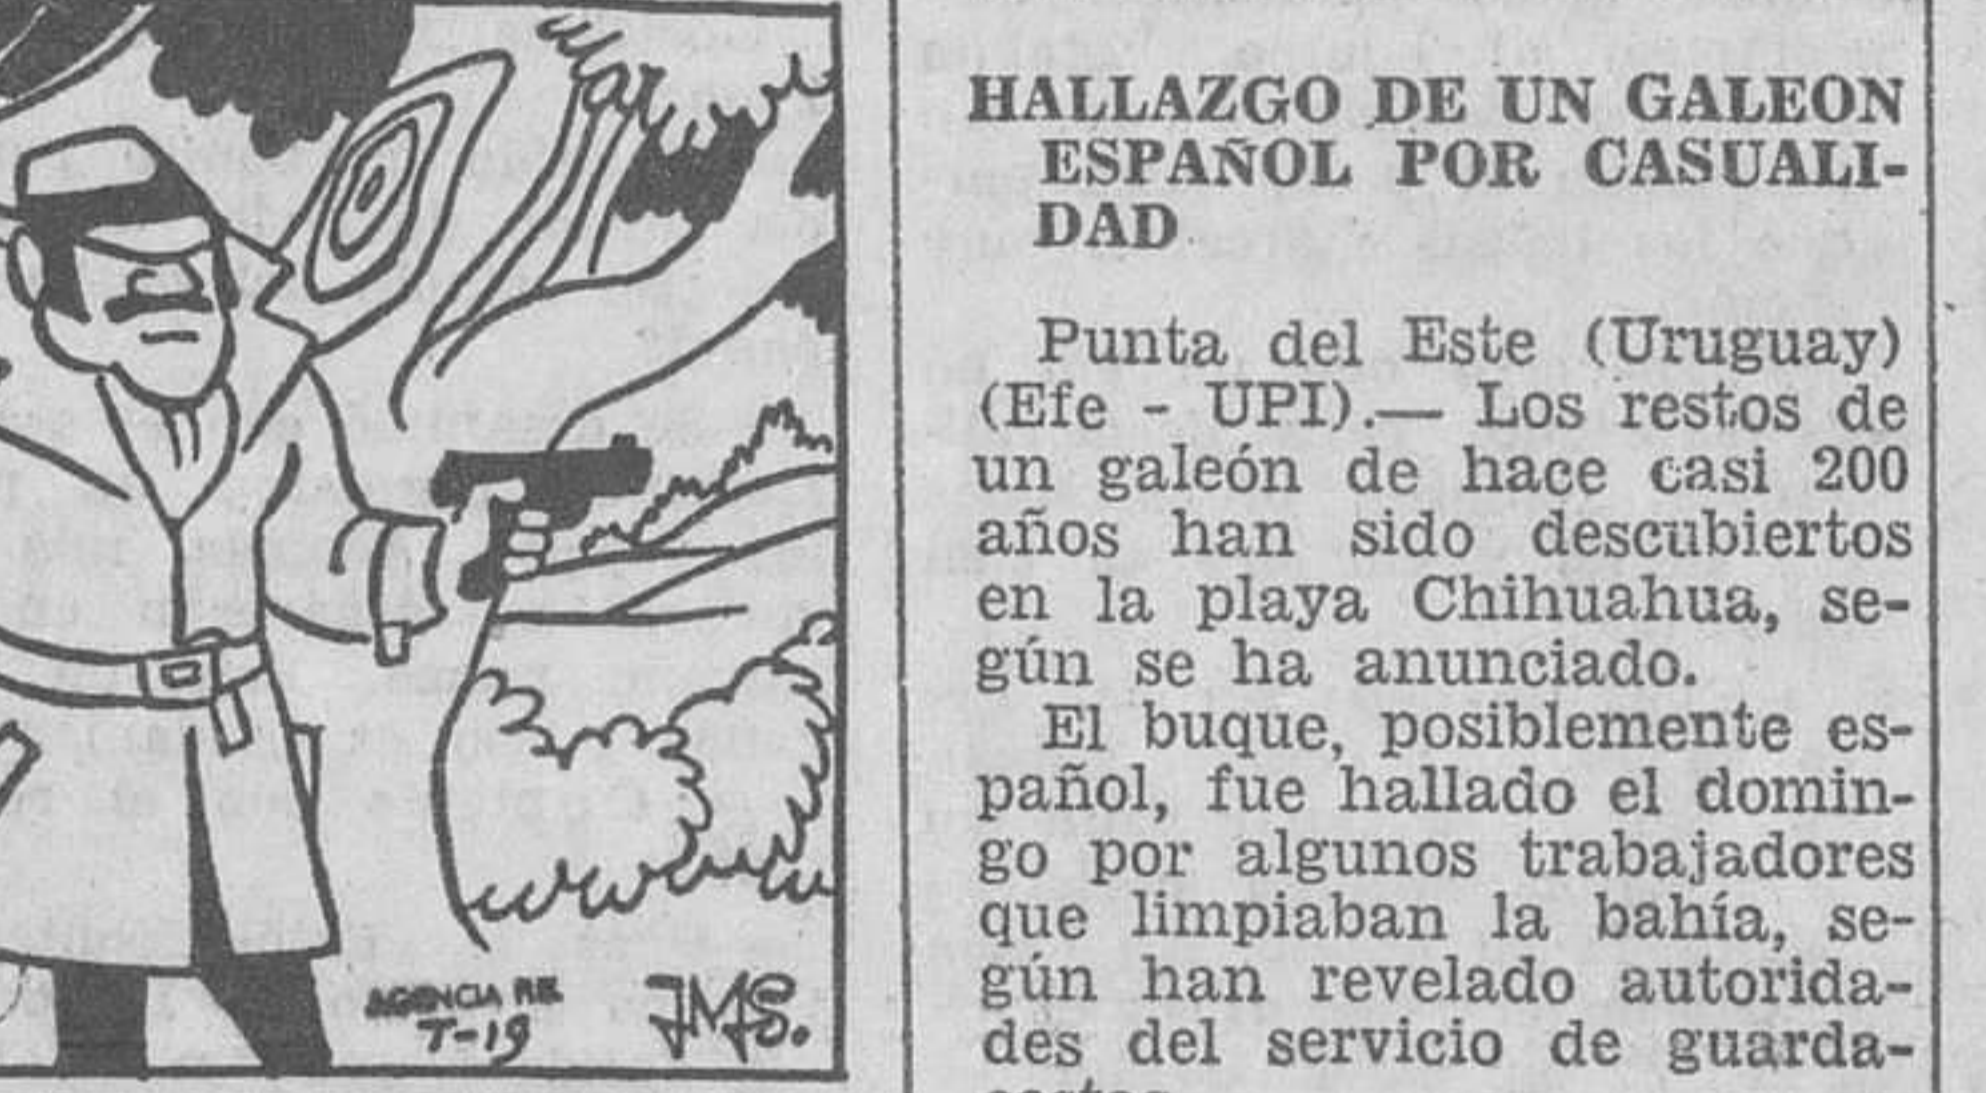 HALLAZGO DE UN GALEON
ESPAÑOL POR CASUALI-
DAD
Punta del Este (Uruguay)
(Efe - UPI).— Los restos de
un galeón de hace casi 200
años han sido descubiertos
en la playa Chihuahua, se-
gún se ha anunciado.
El buque, posiblemente es-
pañol, fue hallado el domin-
go por algunos trabajadores
que limpiaban la bahía, se-
gún han revelado autorida-
des del servicio de guarda-
AGENCIA
T-19
JMS.